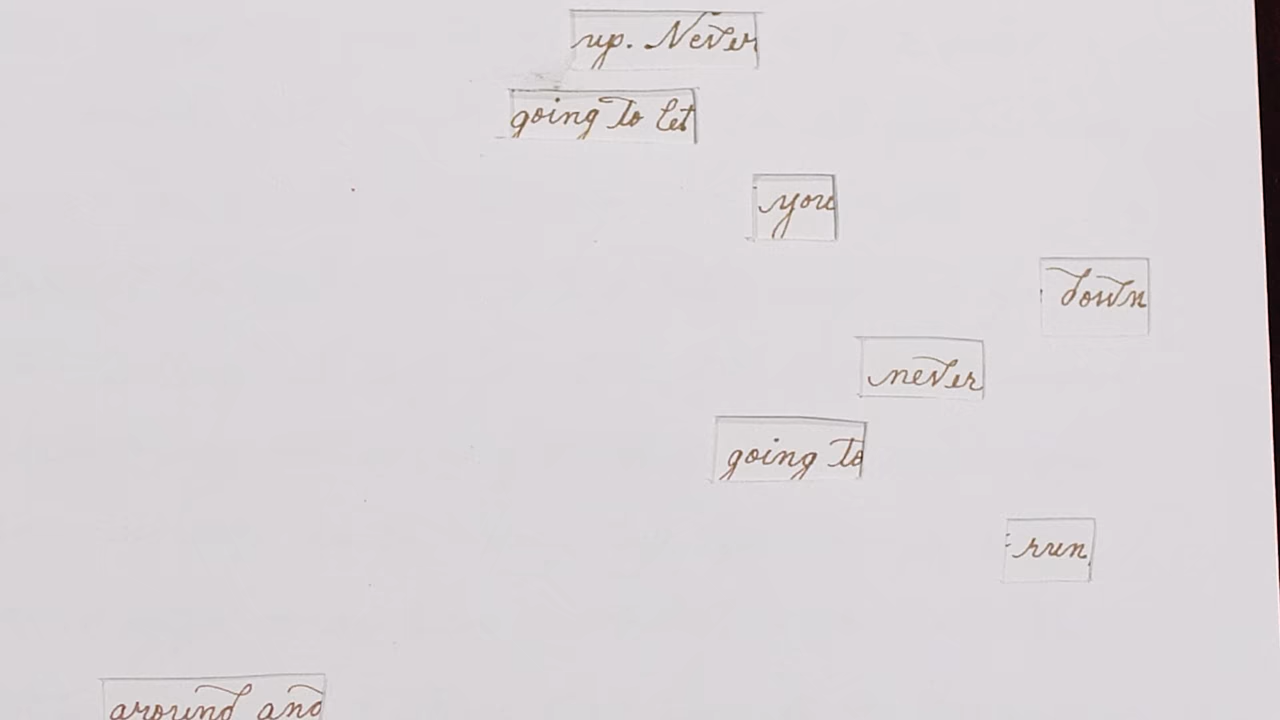 up. Never
going to let
you
down
never
going to
run
around and